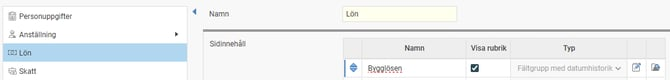 Personuppgifter
Anställning
Lön
Skatt
Namn Lön
Sidinnehåll
Namn Visa rubrik Typ
Bygglösen Fältgrupp med datumhistorik